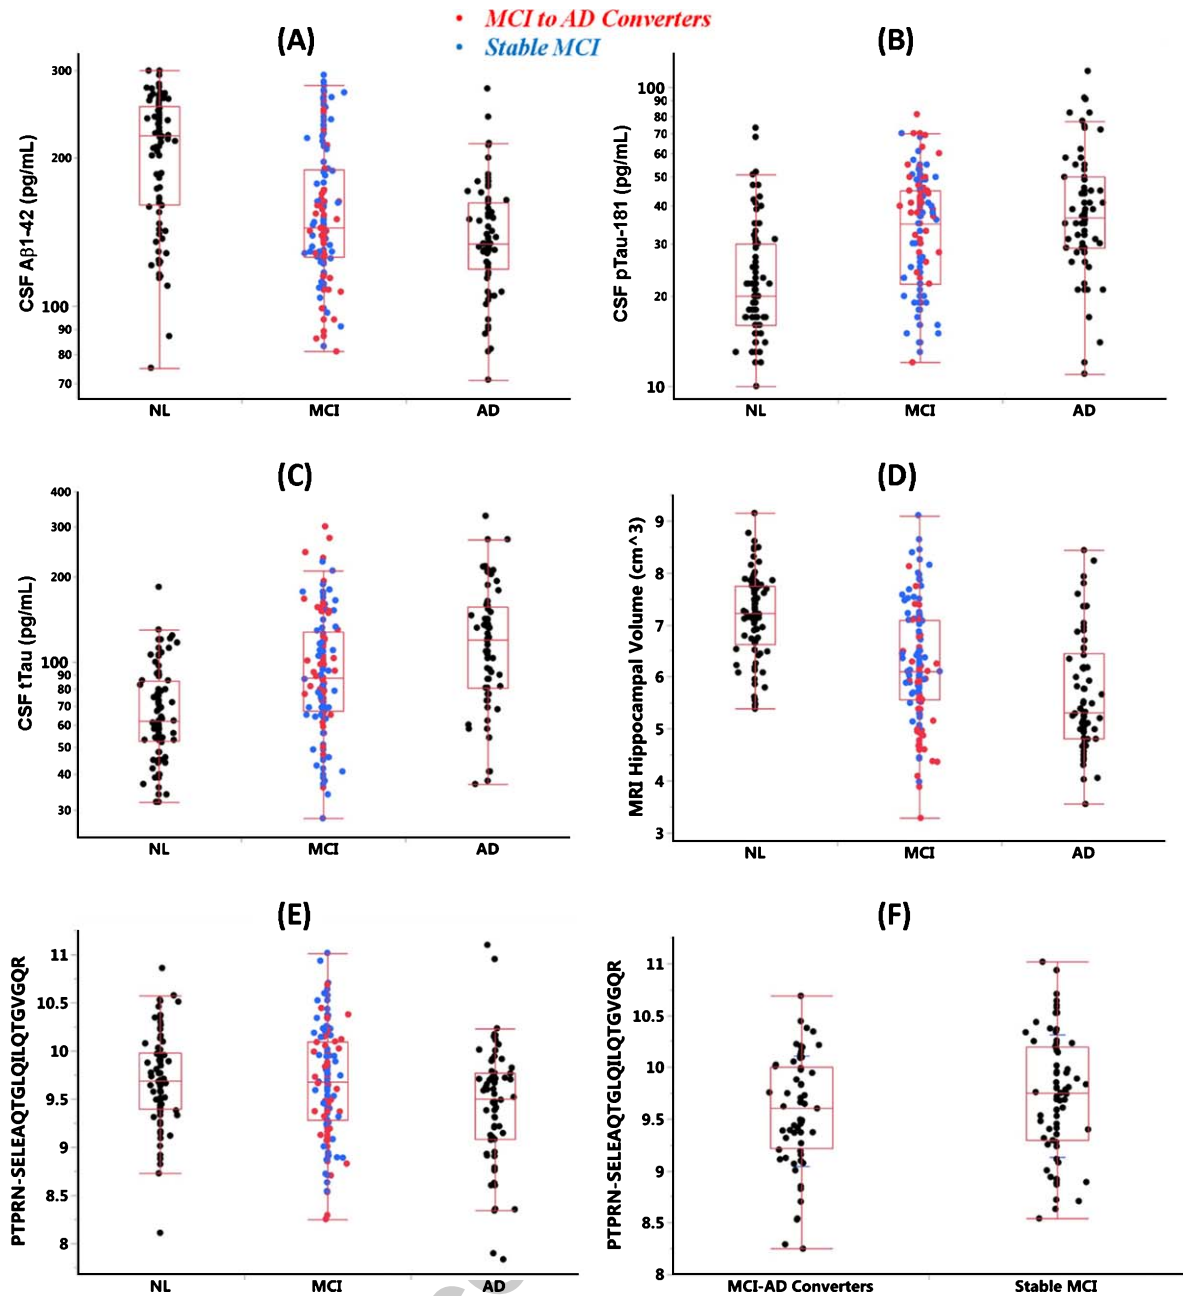 MCI to AD Converters
Stable MCI
(A)
CSF Aβ1-42 (pg/mL)
300
200
100
90
80
70
NL MCI AD
(B)
CSF pTau-181 (pg/mL)
100
90
80
70
60
50
40
30
20
10
NL MCI AD
(C)
CSF tTau (pg/mL)
400
300
200
100
90
80
70
60
50
40
30
NL MCI AD
(D)
MRI Hippocampal Volume (cm^3)
9
8
7
6
5
4
3
NL MCI AD
(E)
PTPRN-SELEAQTGLQILQTGVGQR
11
10.5
10
9.5
9
8.5
8
NL MCI AD
(F)
PTPRN-SELEAQTGLQILQTGVGQR
11
10.5
10
9.5
9
8.5
8
MCI-AD Converters Stable MCI